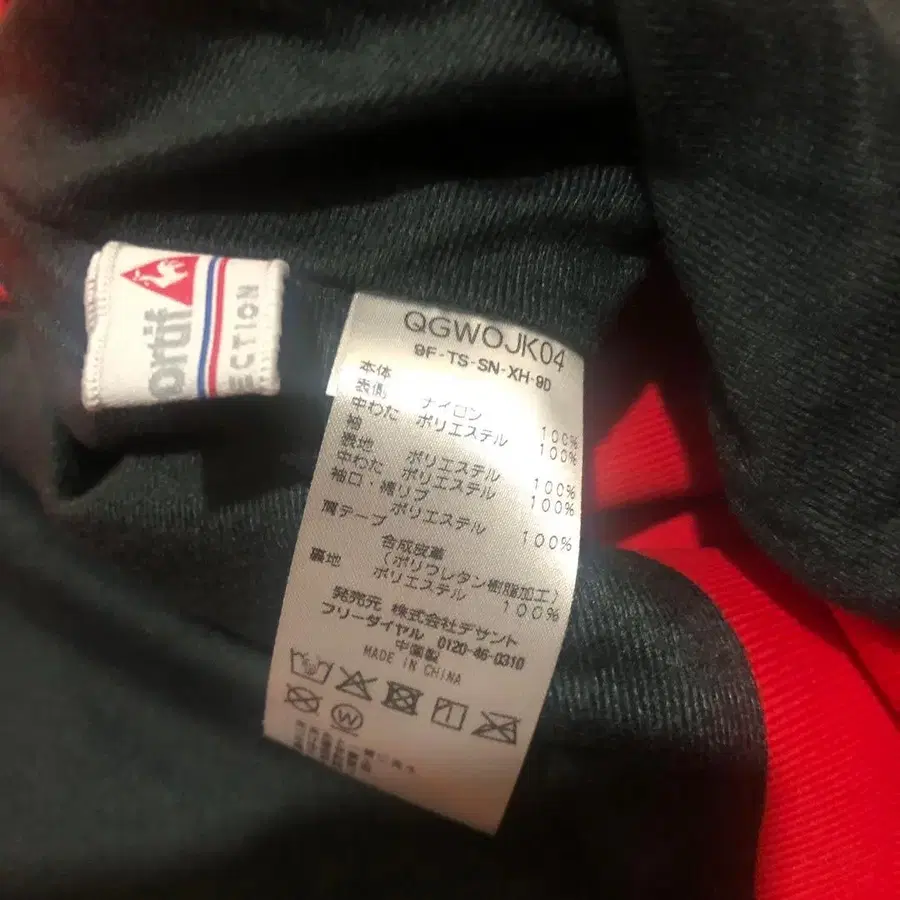 ortif
ECTION
QGWOJK04
9F-TS-SN-XH-9D
本体
表側 ナイロン 100%
中わた ポリエステル 100%
袖
表地 ポリエステル 100%
中わた ポリエステル 100%
袖口・裾リブ
ポリエステル 100%
肩テープ
合成皮革
(ポリウレタン樹脂加工)
裏地 ポリエステル 100%
発売元 株式会社デサント
フリーダイヤル 0120-46-0310
中国製
MADE IN CHINA
W